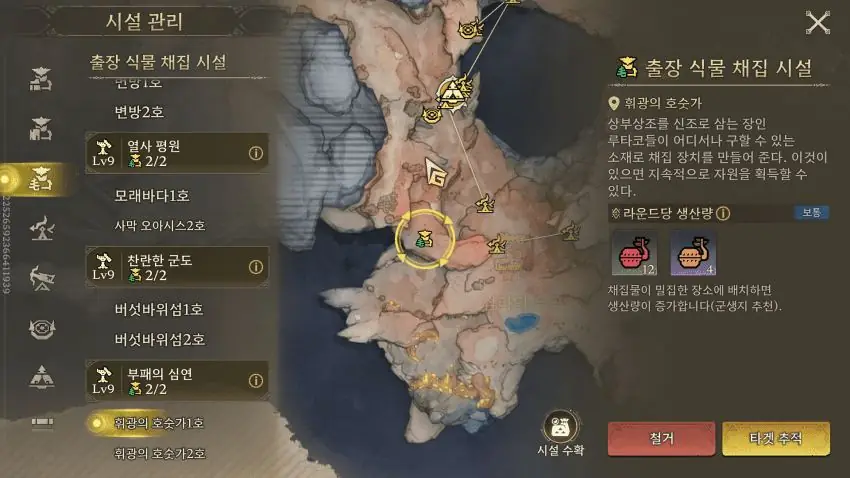 시설 관리
출장 식물 채집 시설
변방1호
변방2호
열사 평원
Lv9 2/2
모래바다1호
사막 오아시스2호
찬란한 군도
Lv9 2/2
버섯바위섬1호
버섯바위섬2호
부패의 심연
Lv9 2/2
휘광의 호숫가1호
휘광의 호숫가2호
22526592366411939
시설 수확
출장 식물 채집 시설
휘광의 호숫가
상부상조를 신조로 삼는 장인
루타코들이 어디서나 구할 수 있는
소재로 채집 장치를 만들어 준다. 이것이
있으면 지속적으로 자원을 획득할 수
있다.
라운드당 생산량
보통
12
4
채집물이 밀집한 장소에 배치하면
생산량이 증가합니다(군생지 추천).
철거
타겟 추적